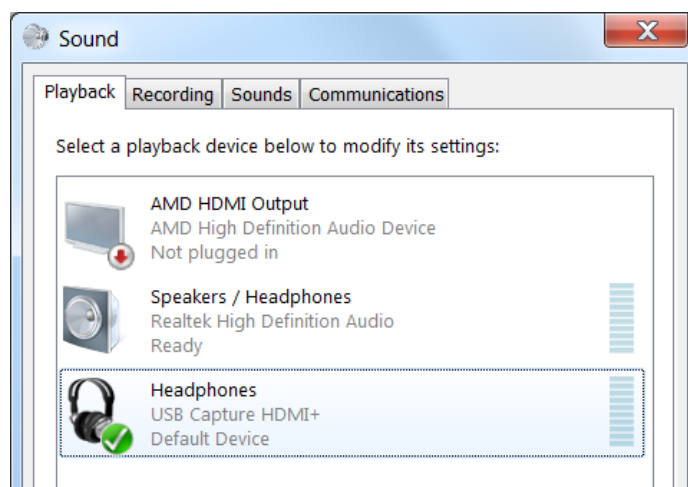 Sound
Playback Recording Sounds Communications
Select a playback device below to modify its settings:
AMD HDMI Output
AMD High Definition Audio Device
Not plugged in
Speakers / Headphones
Realtek High Definition Audio
Ready
Headphones
USB Capture HDMI+
Default Device